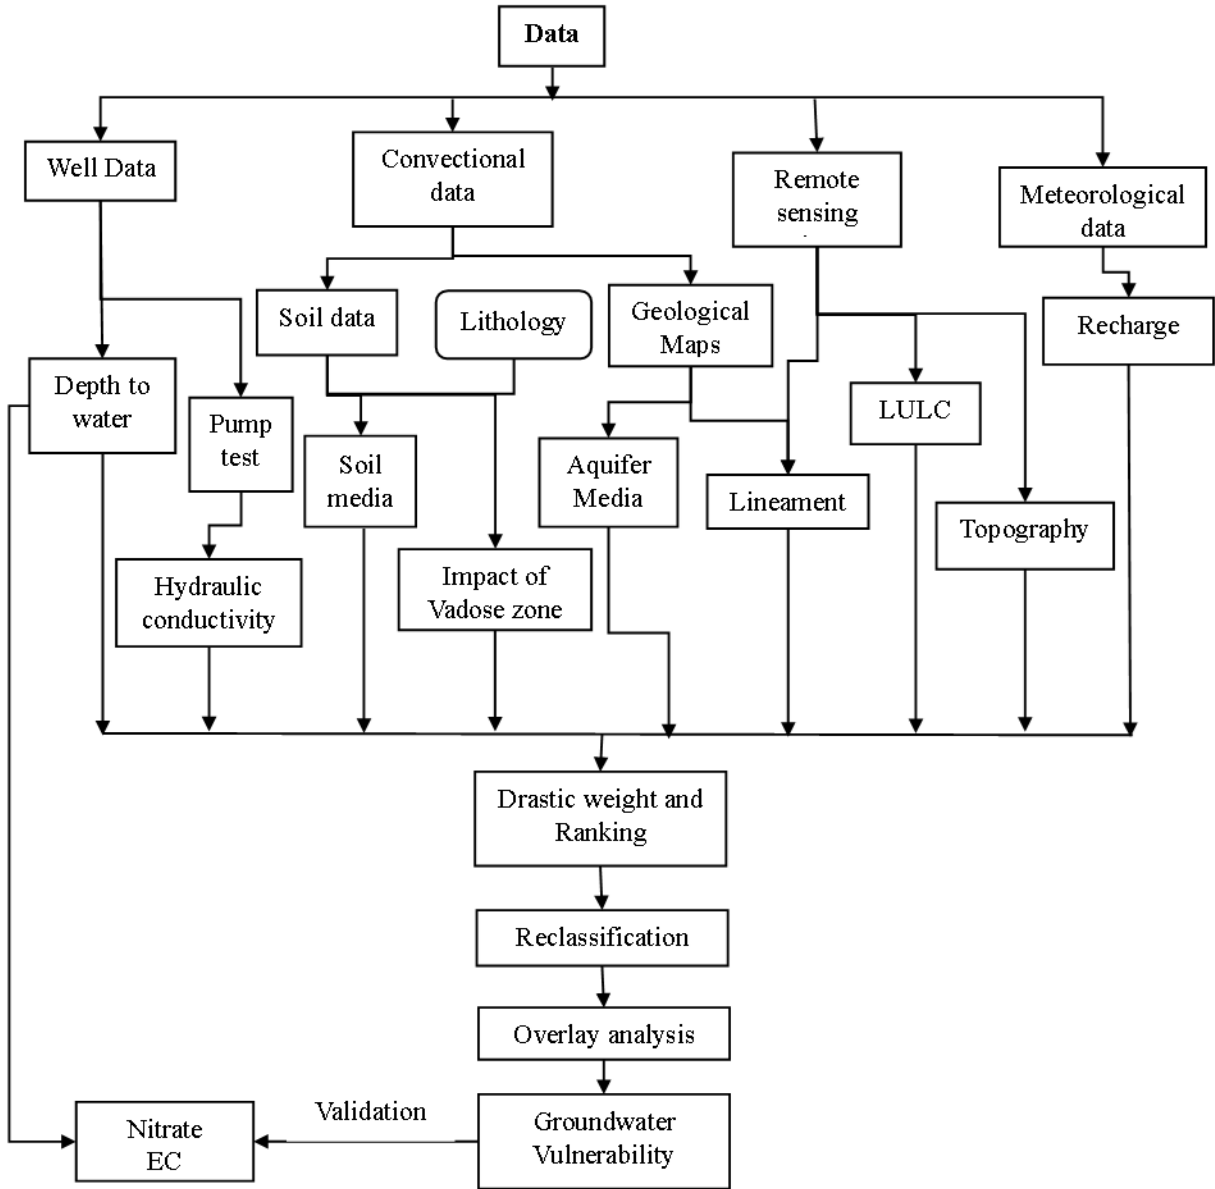 Data
Well Data
Convectional
data
Remote
sensing
Meteorological
data
Soil data
Lithology
Geological
Maps
Recharge
Depth to
water
Pump
test
Soil
media
Aquifer
Media
Lineament
LULC
Topography
Hydraulic
conductivity
Impact of
Vadose zone
Drastic weight and
Ranking
Reclassification
Overlay analysis
Groundwater
Vulnerability
Validation
Nitrate
EC